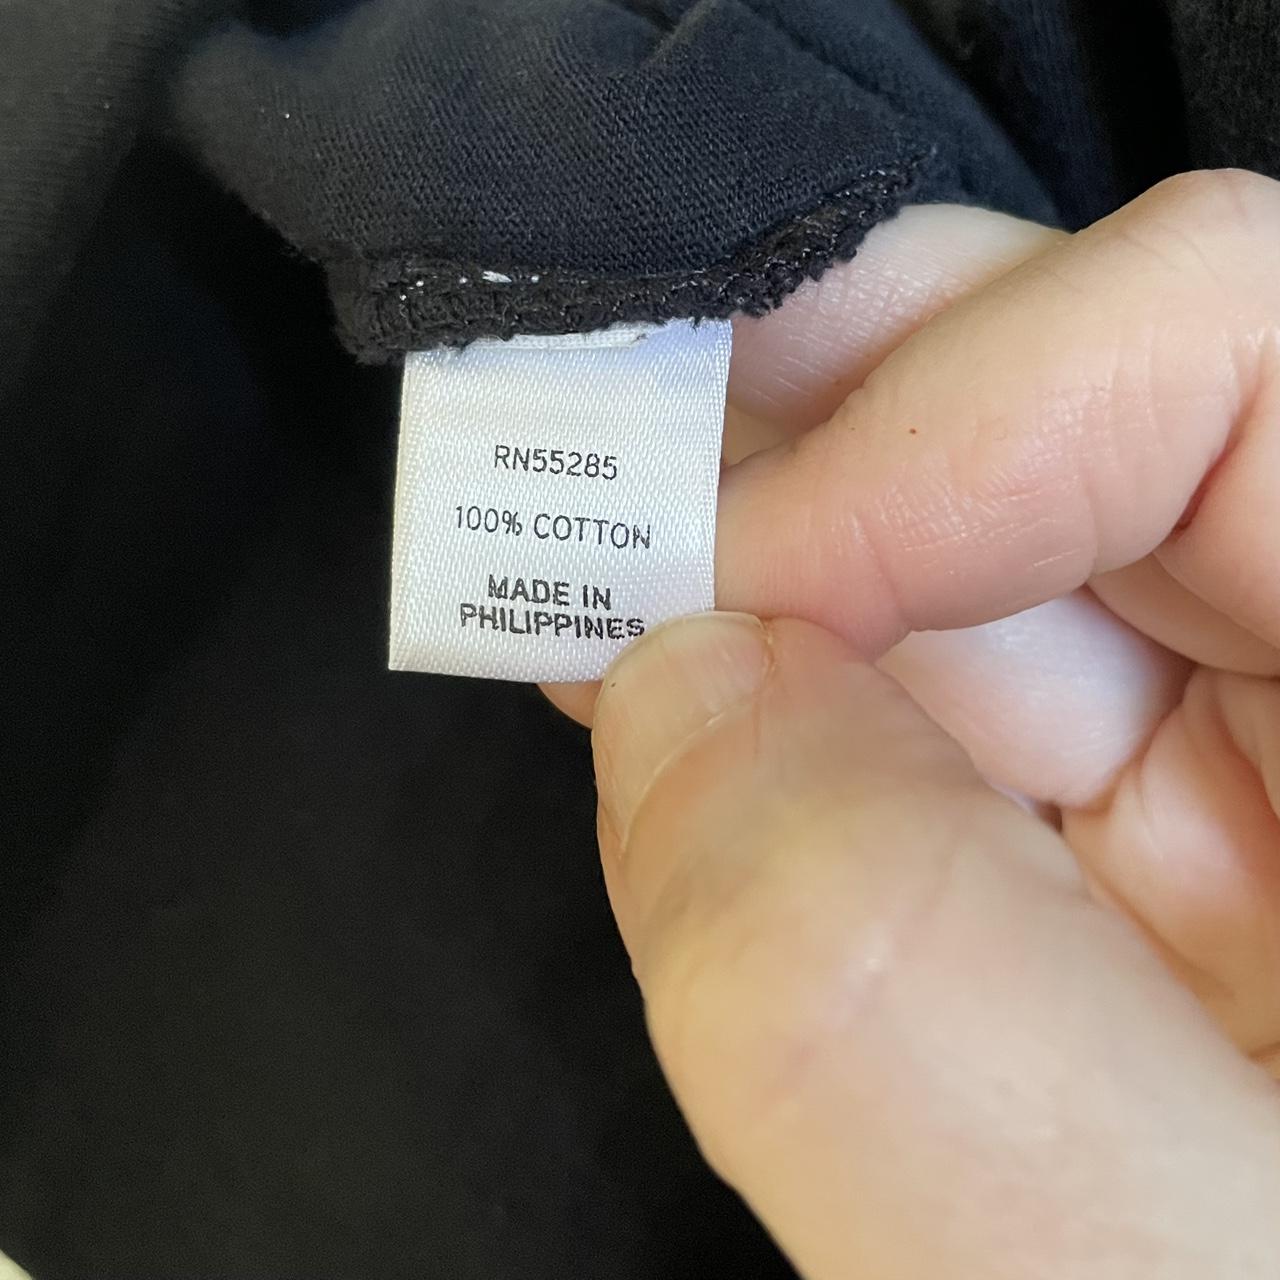 RN55285
100% COTTON
MADE IN
PHILIPPINES